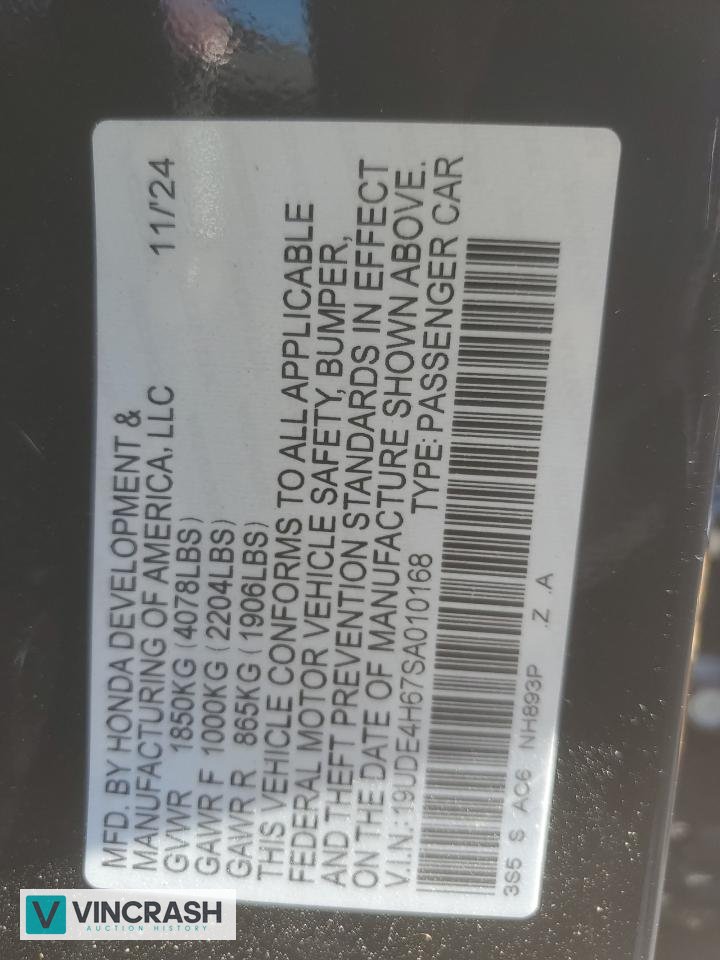 MFD. BY HONDA DEVELOPMENT &
MANUFACTURING OF AMERICA, LLC 11/'24
GVWR 1850KG (4078LBS)
GAWR F 1000KG (2204LBS)
GAWR R 865KG (1906LBS)
THIS VEHICLE CONFORMS TO ALL APPLICABLE
FEDERAL MOTOR VEHICLE SAFETY, BUMPER,
AND THEFT PREVENTION STANDARDS IN EFFECT
ON THE DATE OF MANUFACTURE SHOWN ABOVE.
V.I.N.: 19UDE4H67SA010168 TYPE: PASSENGER CAR
3S5 S AC6 NH893P .Z .A
V VINCRASH
AUCTION HISTORY